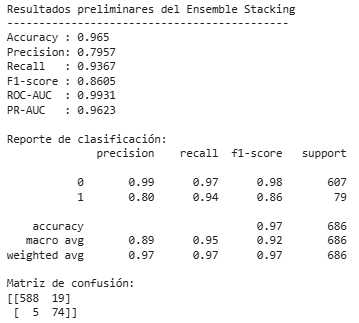 Resultados preliminares del Ensemble Stacking
------------------------------------------
Accuracy : 0.965
Precision: 0.7957
Recall   : 0.9367
F1-score : 0.8605
ROC-AUC  : 0.9931
PR-AUC   : 0.9623

Reporte de clasificación:
              precision    recall  f1-score   support

           0       0.99      0.97      0.98       607
           1       0.80      0.94      0.86        79

    accuracy                           0.97       686
   macro avg       0.89      0.95      0.92       686
weighted avg       0.97      0.97      0.97       686

Matriz de confusión:
[[588  19]
 [  5  74]]